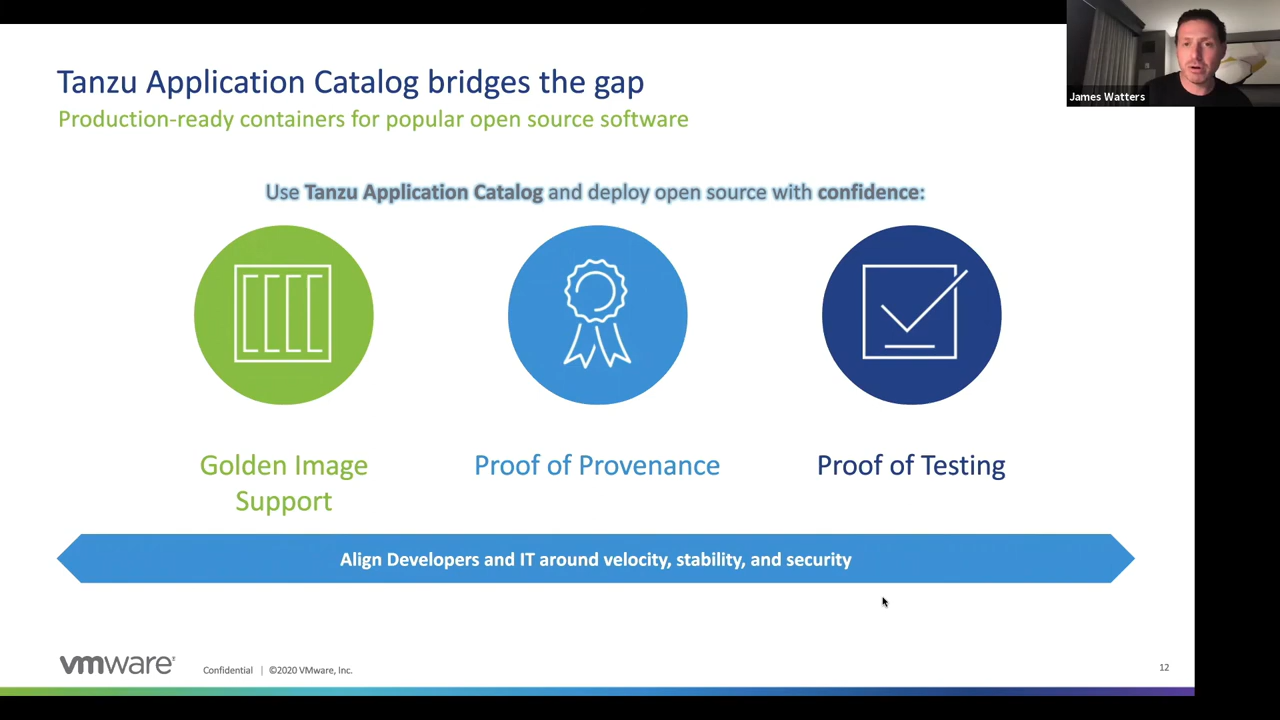 Tanzu Application Catalog bridges the gap
Production-ready containers for popular open source software
James Watters
Use Tanzu Application Catalog and deploy open source with confidence:
Golden Image
Support
Proof of Provenance
Proof of Testing
Align Developers and IT around velocity, stability, and security
vmware
Confidential | ©2020 VMware, Inc.
12